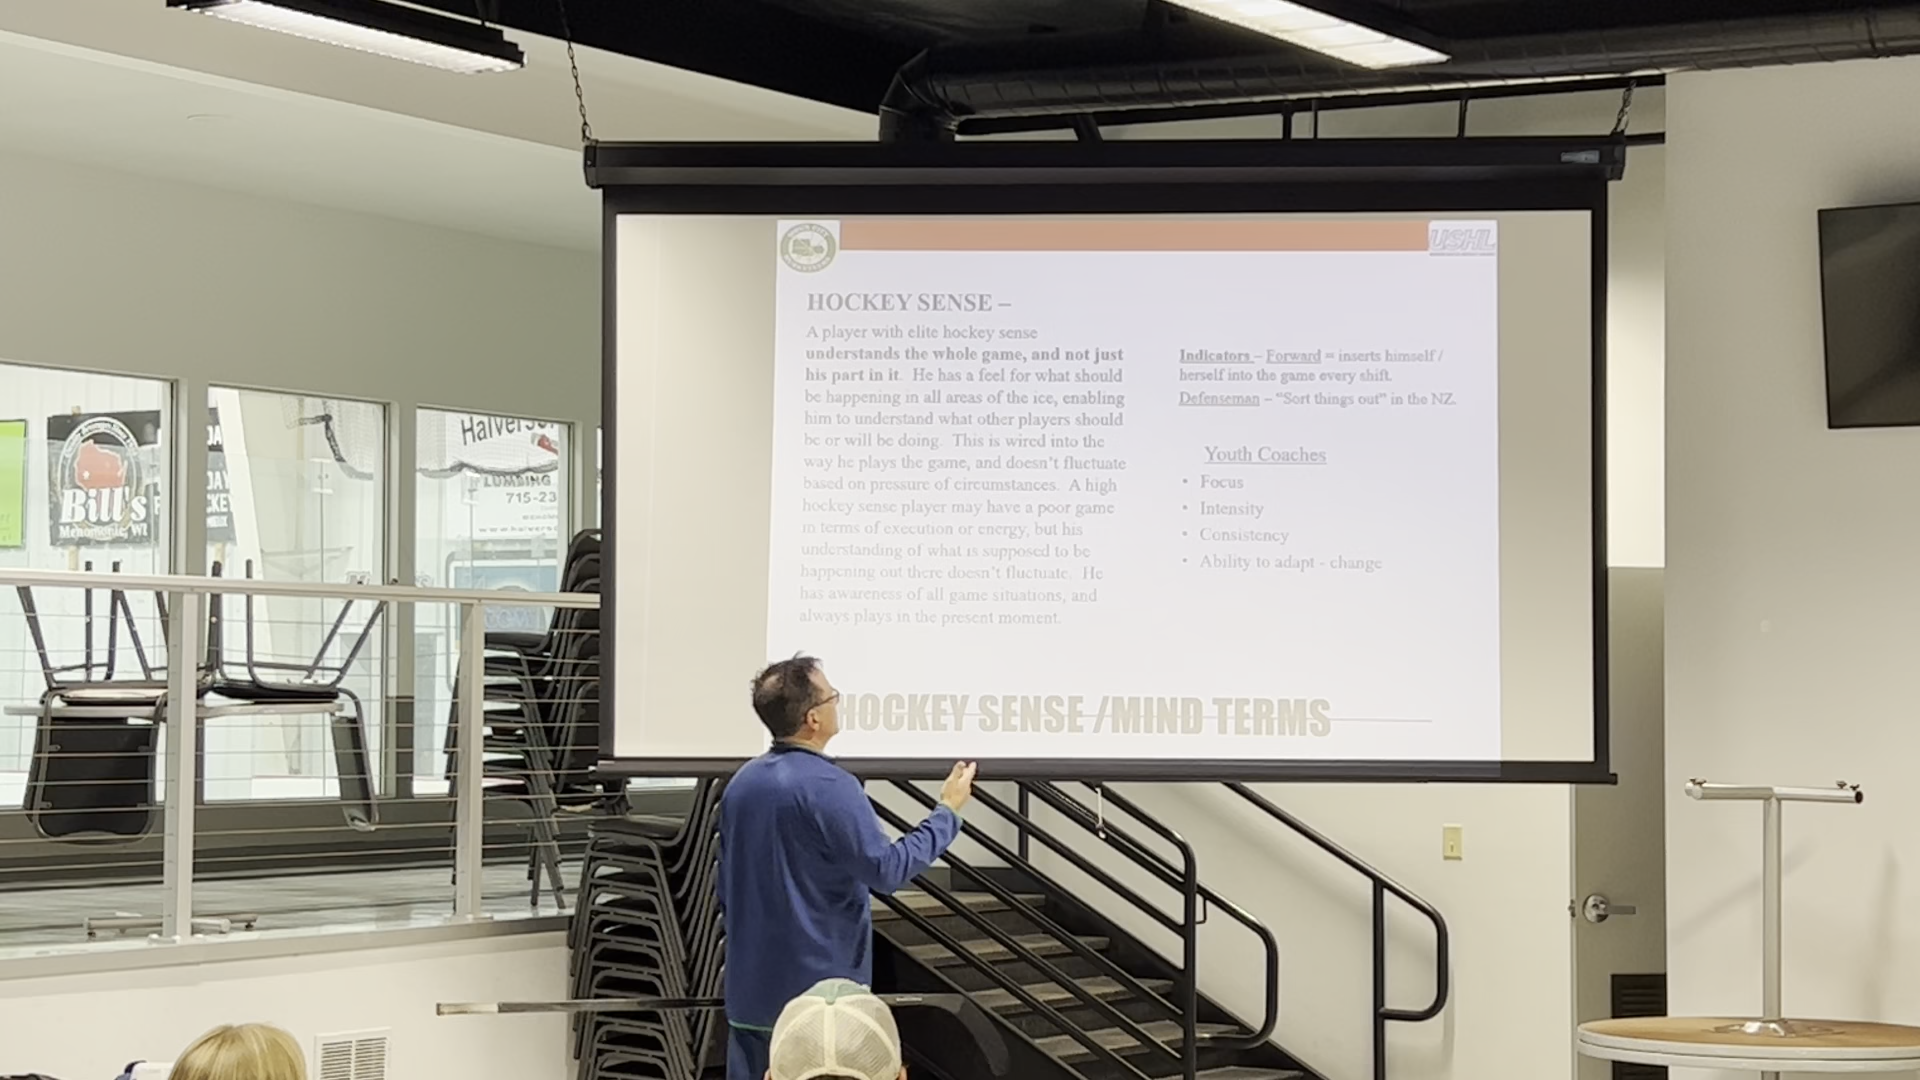 USHL
HOCKEY SENSE –
A player with elite hockey sense
understands the whole game, and not just
his part in it. He has a feel for what should
be happening in all areas of the ice, enabling
him to understand what other players should
be or will be doing. This is wired into the
way he plays the game, and doesn't fluctuate
based on pressure of circumstances. A high
hockey sense player may have a poor game
in terms of execution or energy, but his
understanding of what is supposed to be
happening out there doesn't fluctuate. He
has awareness of all game situations, and
always plays in the present moment.
Indicators – Forward = inserts himself /
herself into the game every shift.
Defenseman – "Sort things out" in the NZ.
Youth Coaches
• Focus
• Intensity
• Consistency
• Ability to adapt - change
HOCKEY SENSE /MIND TERMS
Bill's
Menomonie, WI
Halverso
PLUMBING
715-23